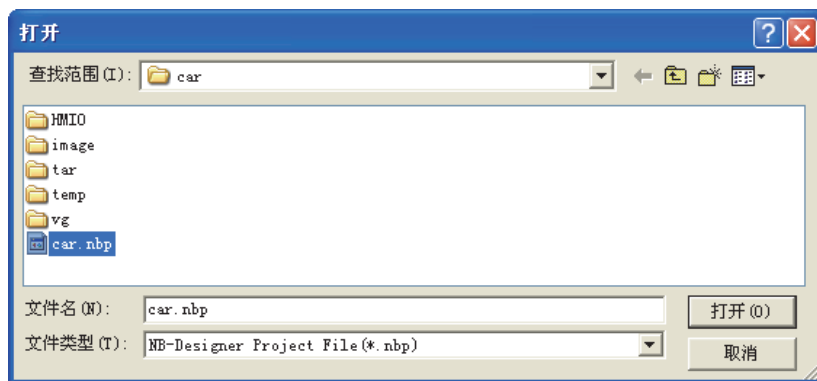 打开
查找范围(I): car
HMIO
image
tar
temp
vg
car.nbp
文件名(N): car.nbp 打开(O)
文件类型(T): NB-Designer Project File(*.nbp) 取消